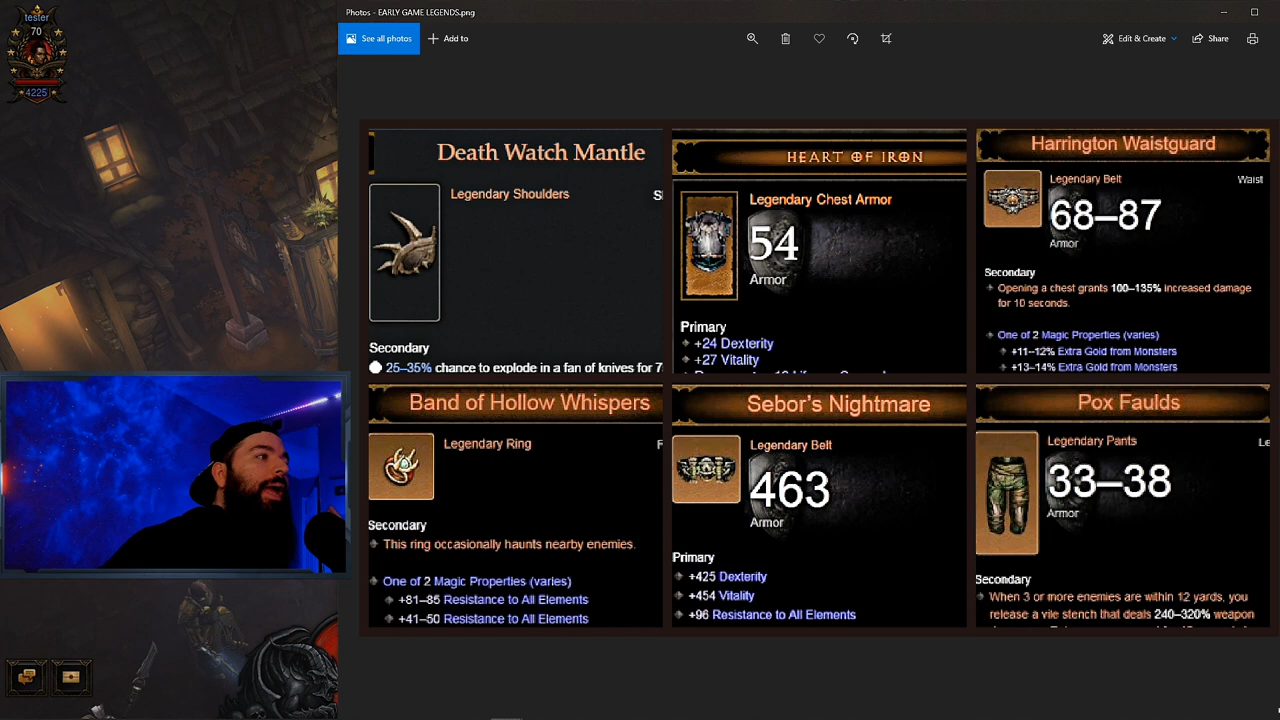 tester
70
4225
Photos - EARLY GAME LEGENDS.png
See all photos
Add to
Edit & Create
Share
Death Watch Mantle
Legendary Shoulders
Secondary
25–35% chance to explode in a fan of knives for 7
HEART OF IRON
Legendary Chest Armor
54
Armor
Primary
+24 Dexterity
+27 Vitality
Harrington Waistguard
Legendary Belt
Waist
68–87
Armor
Secondary
Opening a chest grants 100–135% increased damage
for 10 seconds.
One of 2 Magic Properties (varies)
+11–12% Extra Gold from Monsters
+13–14% Extra Gold from Monsters
Band of Hollow Whispers
Legendary Ring
Secondary
This ring occasionally haunts nearby enemies.
One of 2 Magic Properties (varies)
+81–85 Resistance to All Elements
+41–50 Resistance to All Elements
Sebor's Nightmare
Legendary Belt
463
Armor
Primary
+425 Dexterity
+454 Vitality
+96 Resistance to All Elements
Pox Faulds
Legendary Pants
Le
33–38
Armor
Secondary
When 3 or more enemies are within 12 yards, you
release a vile stench that deals 240–320% weapon